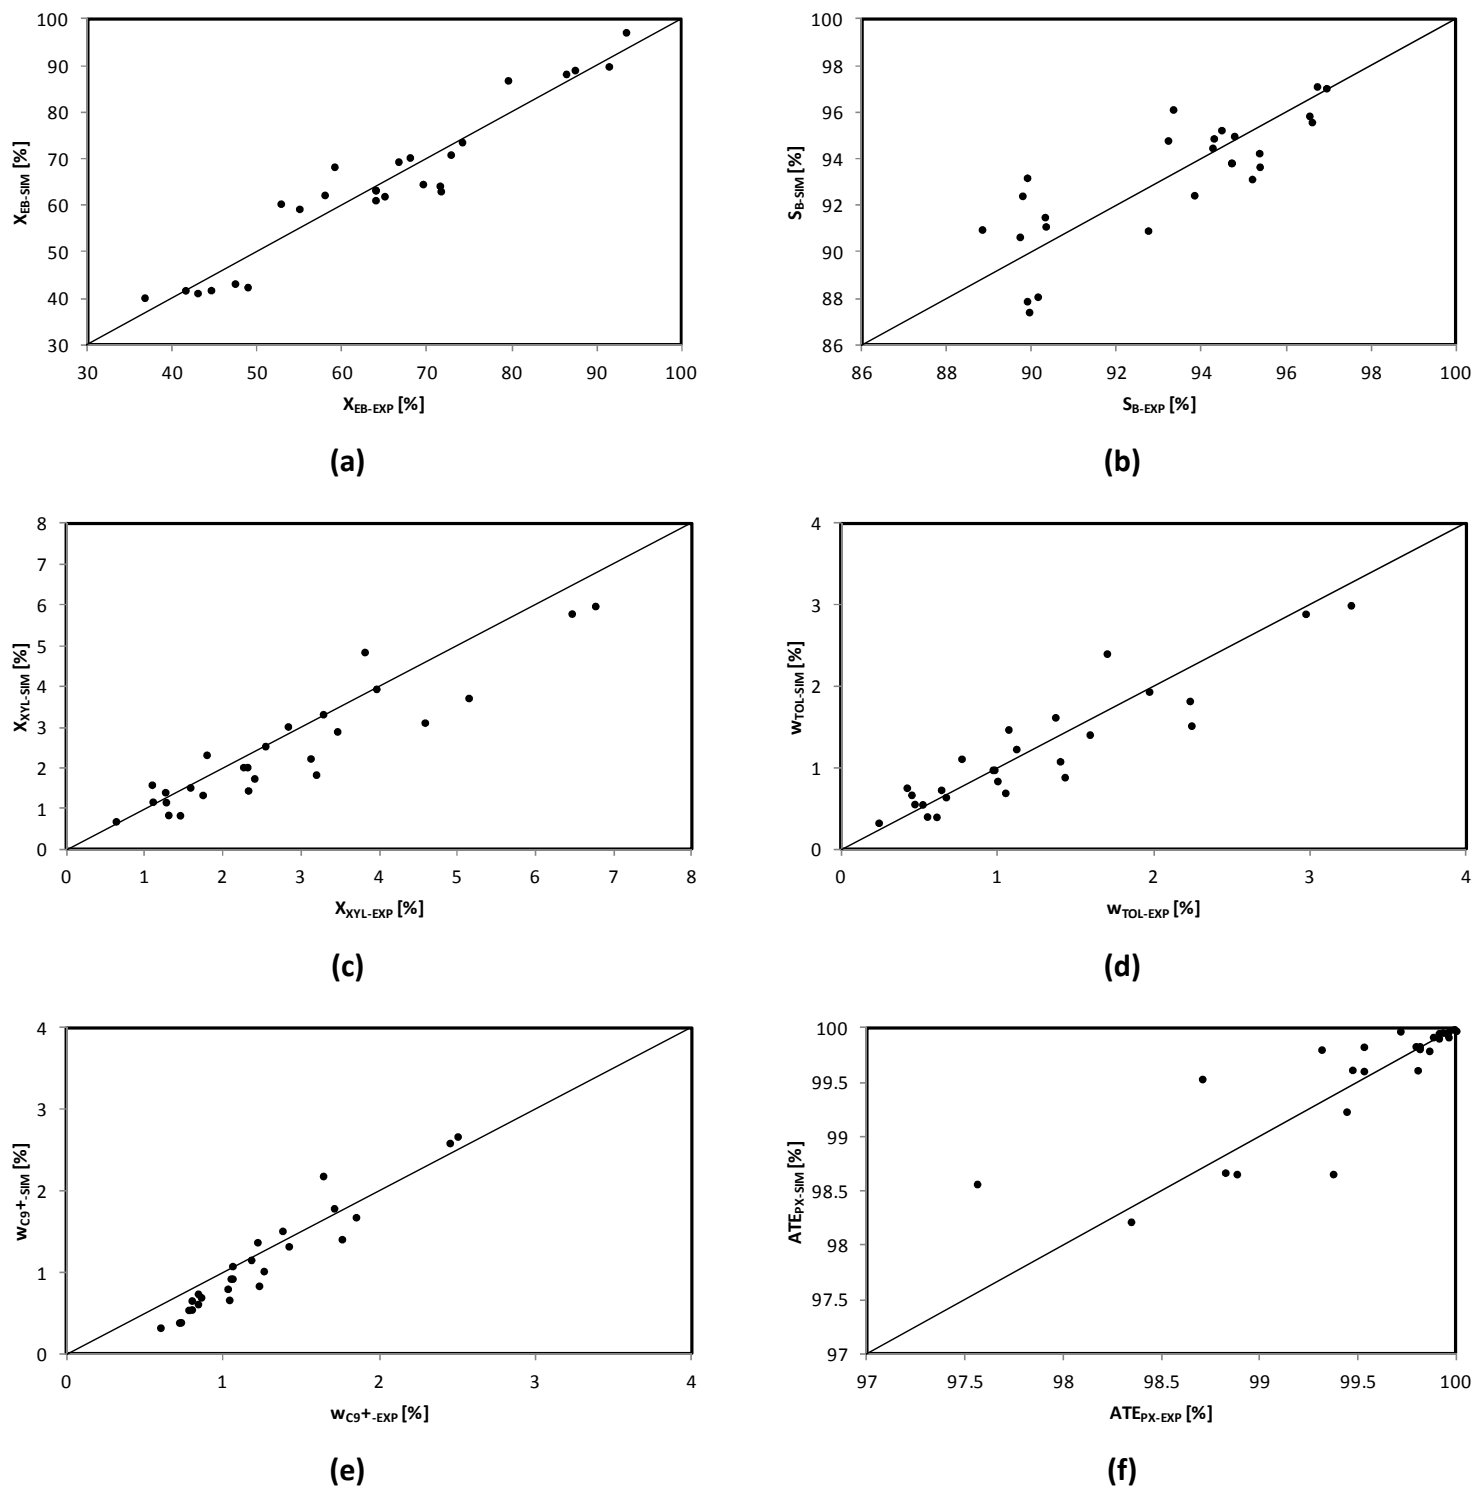 100
90
80
70
60
50
40
30
X_EB-SIM [%]
30 40 50 60 70 80 90 100
X_EB-EXP [%]
(a)
100
98
96
94
92
90
88
86
S_B-SIM [%]
86 88 90 92 94 96 98 100
S_B-EXP [%]
(b)
8
7
6
5
4
3
2
1
0
X_XYL-SIM [%]
0 1 2 3 4 5 6 7 8
X_XYL-EXP [%]
(c)
4
3
2
1
0
w_TOL-SIM [%]
0 1 2 3 4
w_TOL-EXP [%]
(d)
4
3
2
1
0
w_C9+-SIM [%]
0 1 2 3 4
w_C9+-EXP [%]
(e)
100
99.5
99
98.5
98
97.5
97
ATE_PX-SIM [%]
97 97.5 98 98.5 99 99.5 100
ATE_PX-EXP [%]
(f)